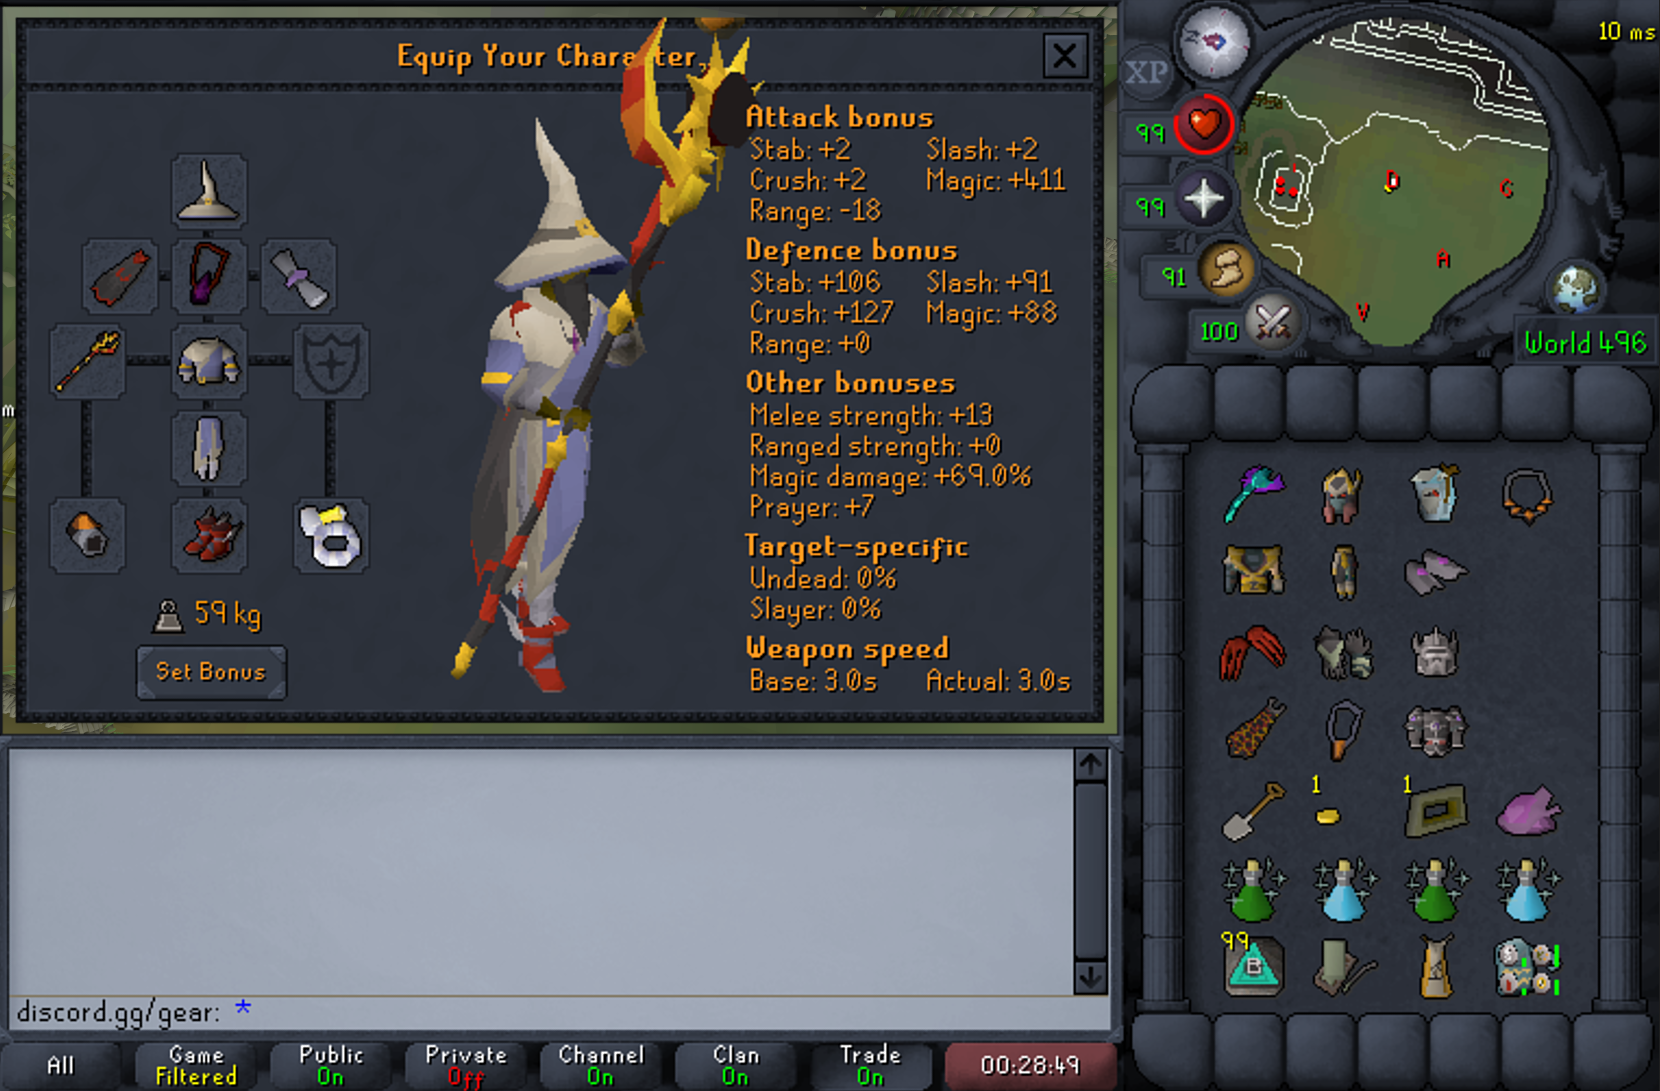 Equip Your Character...
Attack bonus
Stab: +2 Slash: +2
Crush: +2 Magic: +411
Range: -18
Defence bonus
Stab: +106 Slash: +91
Crush: +127 Magic: +88
Range: +0
Other bonuses
Melee strength: +13
Ranged strength: +0
Magic damage: +69.0%
Prayer: +7
Target-specific
Undead: 0%
Slayer: 0%
Weapon speed
Base: 3.0s Actual: 3.0s
59 kg
Set Bonus
10 ms
XP
99
99
91
100
D
G
A
V
World 496
1
1
99
B
m
discord.gg/gear: *
All
Game
Filtered
Public
On
Private
Off
Channel
On
Clan
On
Trade
On
00:28:49